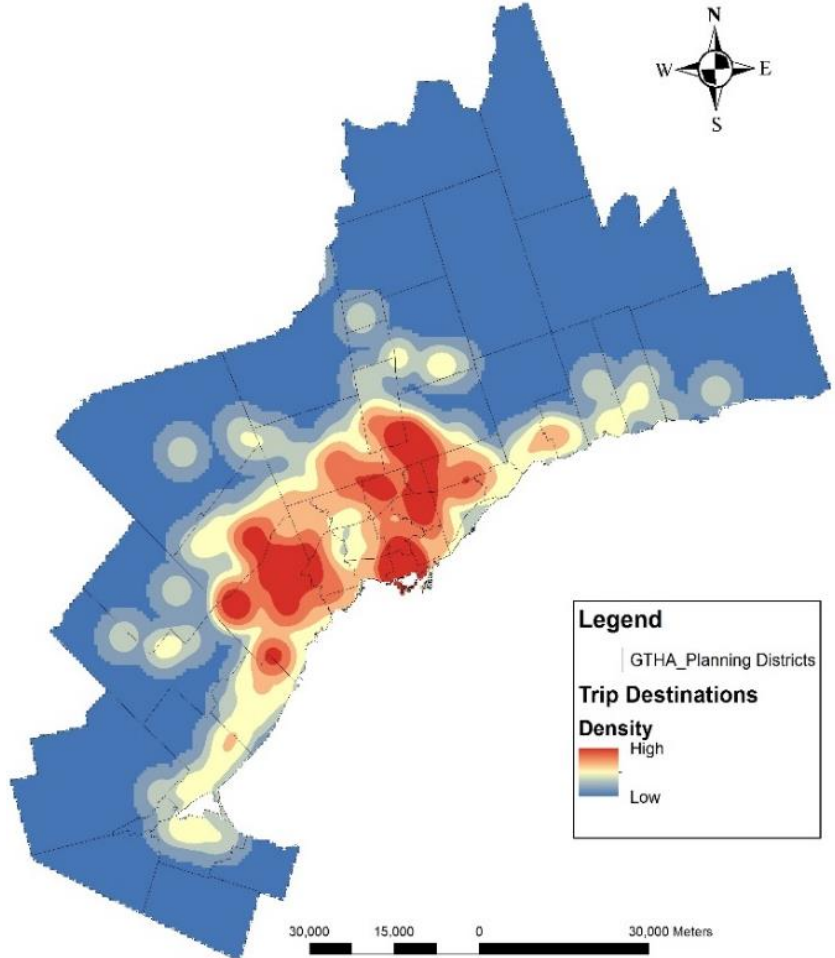 N
W E
S
Legend
GTHA_Planning Districts
Trip Destinations
Density
High
Low
30,000 15,000 0 30,000 Meters